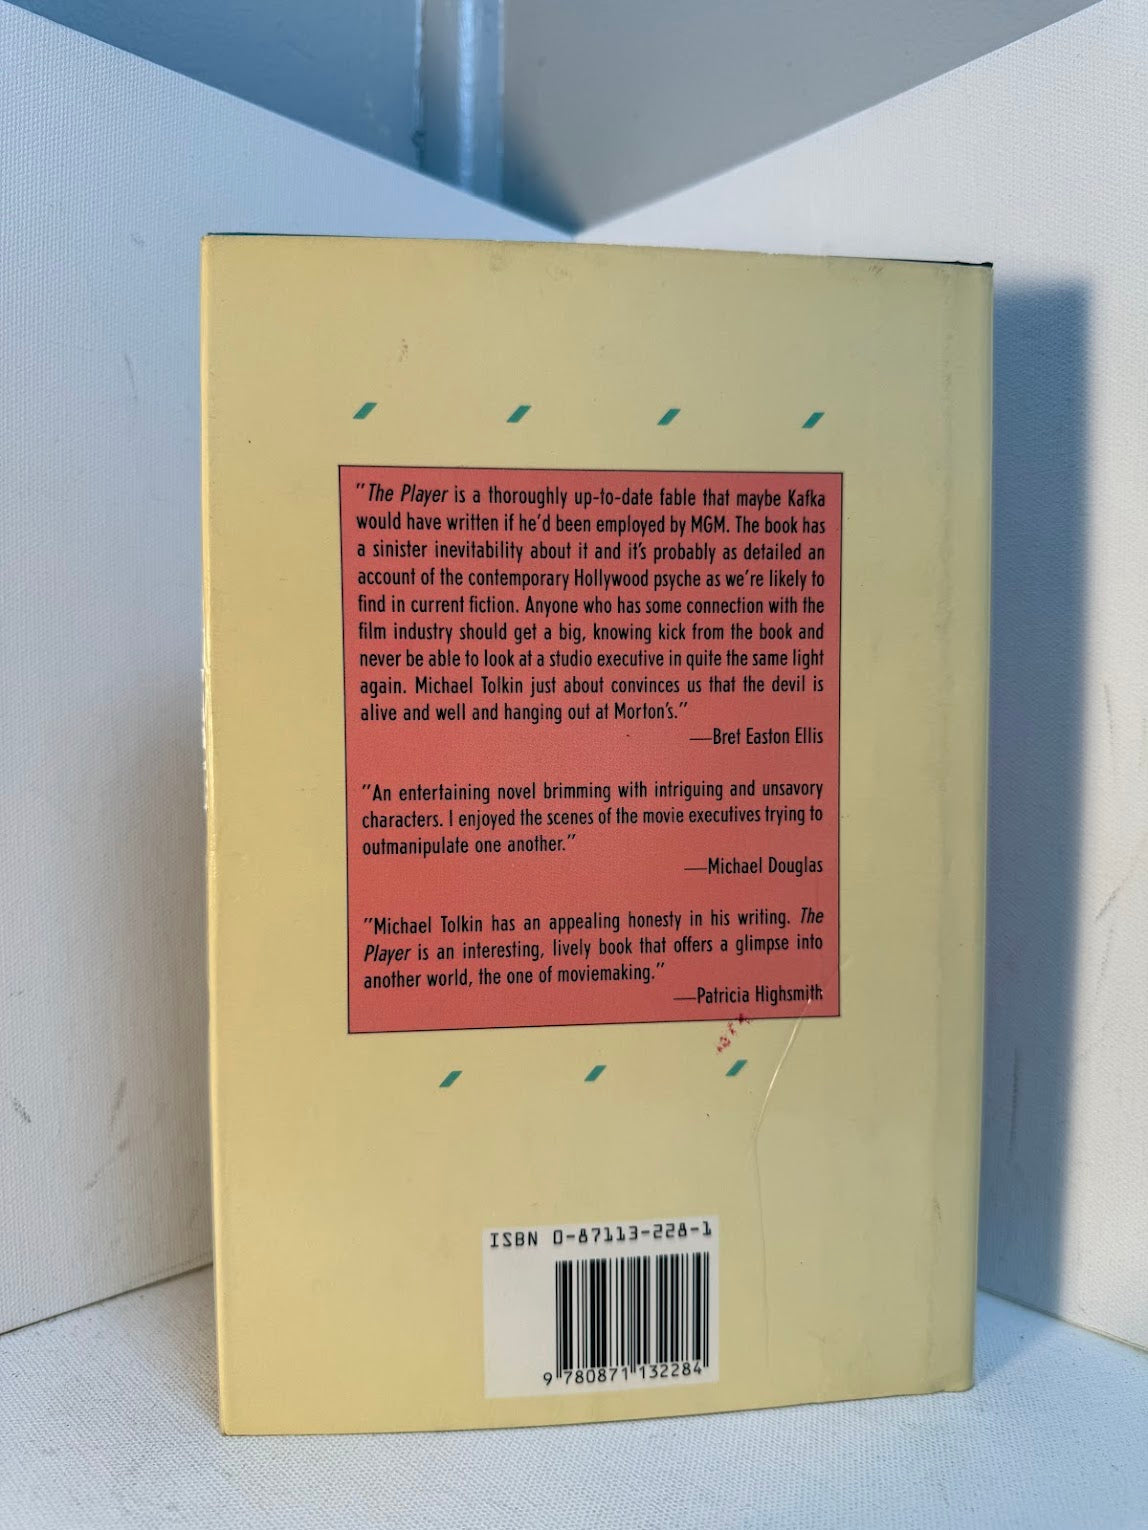 "The Player is a thoroughly up-to-date fable that maybe Kafka
would have written if he'd been employed by MGM. The book has
a sinister inevitability about it and it's probably as detailed an
account of the contemporary Hollywood psyche as we're likely to
find in current fiction. Anyone who has some connection with the
film industry should get a big, knowing kick from the book and
never be able to look at a studio executive in quite the same light
again. Michael Tolkin just about convinces us that the devil is
alive and well and hanging out at Morton's."
—Bret Easton Ellis
"An entertaining novel brimming with intriguing and unsavory
characters. I enjoyed the scenes of the movie executives trying to
outmanipulate one another."
—Michael Douglas
"Michael Tolkin has an appealing honesty in his writing. The
Player is an interesting, lively book that offers a glimpse into
another world, the one of moviemaking."
—Patricia Highsmith
ISBN 0-87113-228-1
9 780871 132284